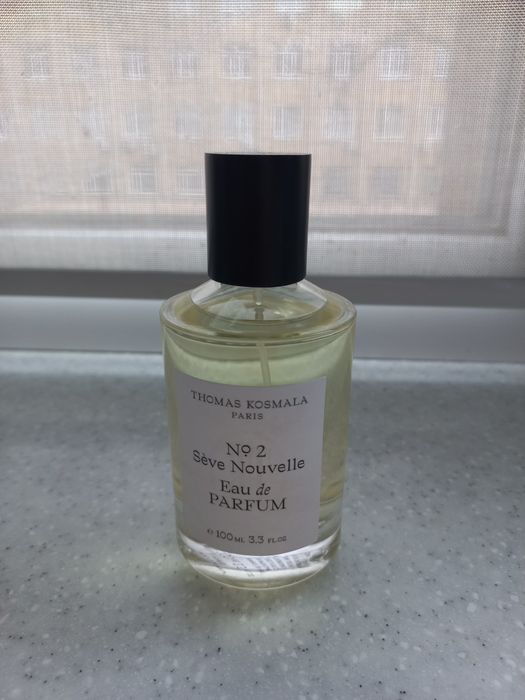 THOMAS KOSMALA
PARIS
Nº 2
Sève Nouvelle
Eau de
PARFUM
℮ 100 ML 3.3 FL.OZ